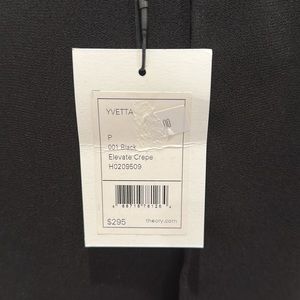 YVETTA
P
001 Black
Elevate Crepe
H0209509
$295
theory.com